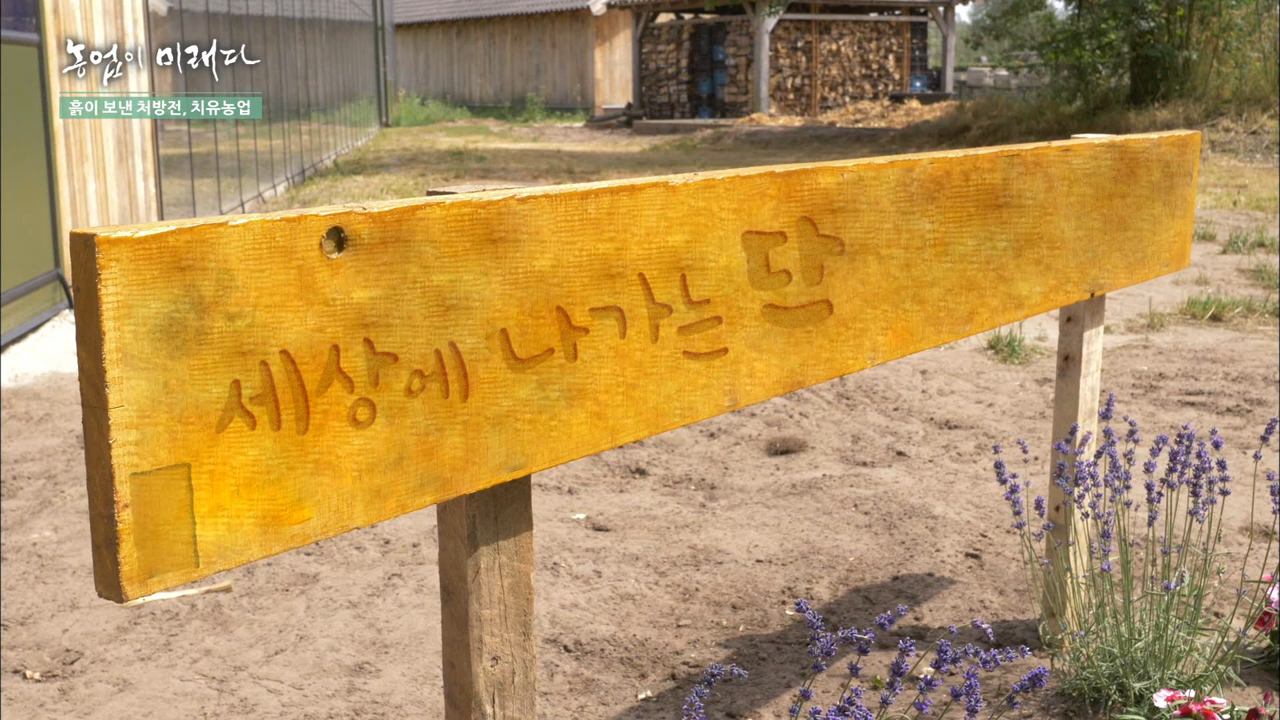 농업이 미래다
흙이 보낸 처방전, 치유농업
세상에 나가는 단